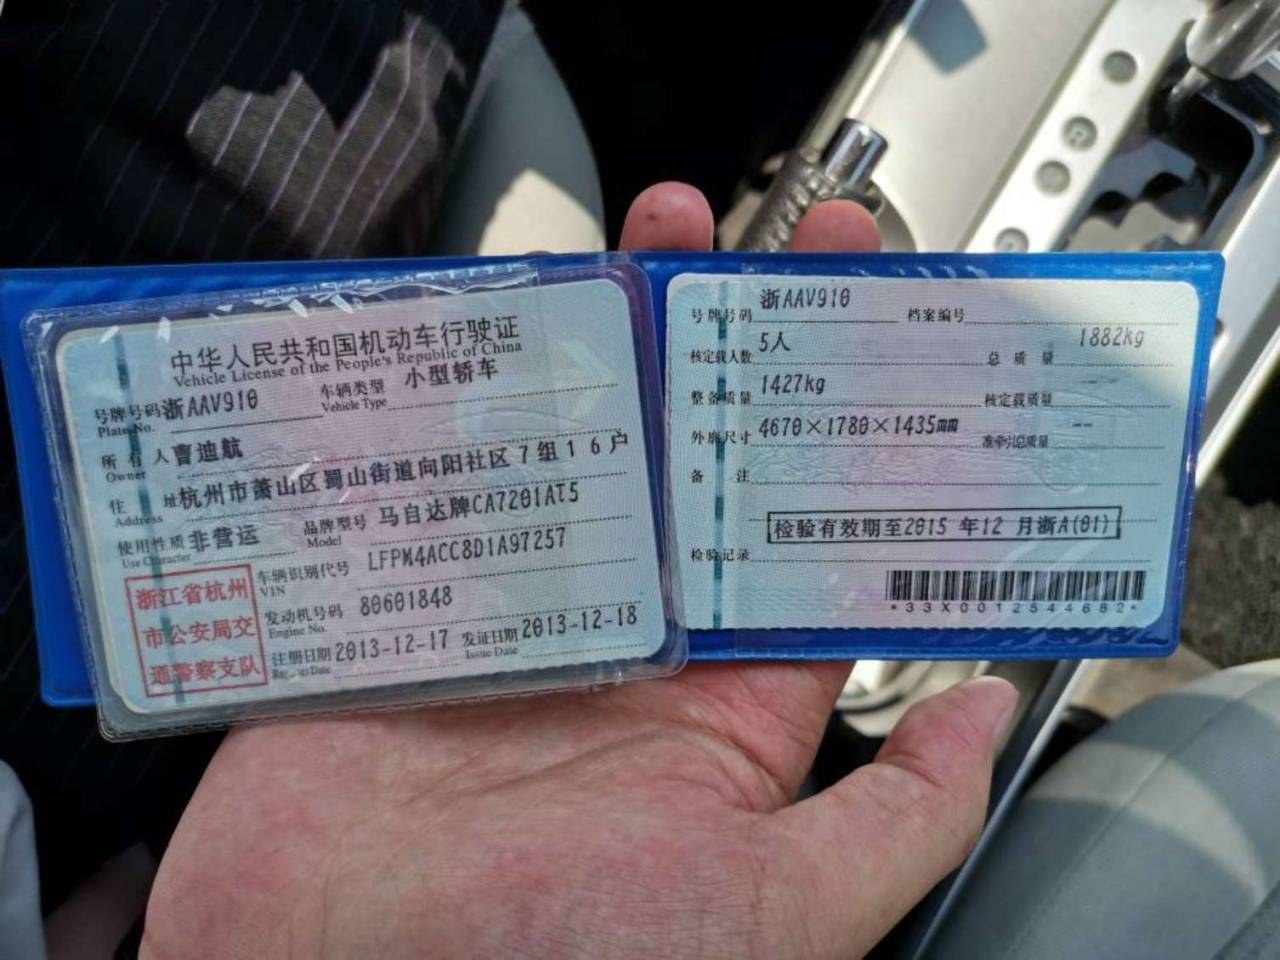 中华人民共和国机动车行驶证
Vehicle License of the People's Republic of China
号牌号码 浙AAV910 车辆类型 小型轿车
Plate No. Vehicle Type
所有人 曹迪航
Owner
住址 杭州市萧山区蜀山街道向阳社区7组16户
Address
使用性质 非营运 品牌型号 马自达牌CA7201AT5
Use Character Model
车辆识别代号 LFPM4ACC8D1A97257
VIN
发动机号码 80601848
Engine No.
注册日期 2013-12-17 发证日期 2013-12-18
Register Date Issue Date
浙江省杭州
市公安局交
通警察支队
号牌号码 浙AAV910 档案编号
核定载人数 5人 总质量 1882kg
整备质量 1427kg 核定载质量 --
外廓尺寸 4670×1780×1435mm 准牵引总质量 --
备注
检验有效期至2015年12月浙A(01)
检验记录
*33X0012544682*
R